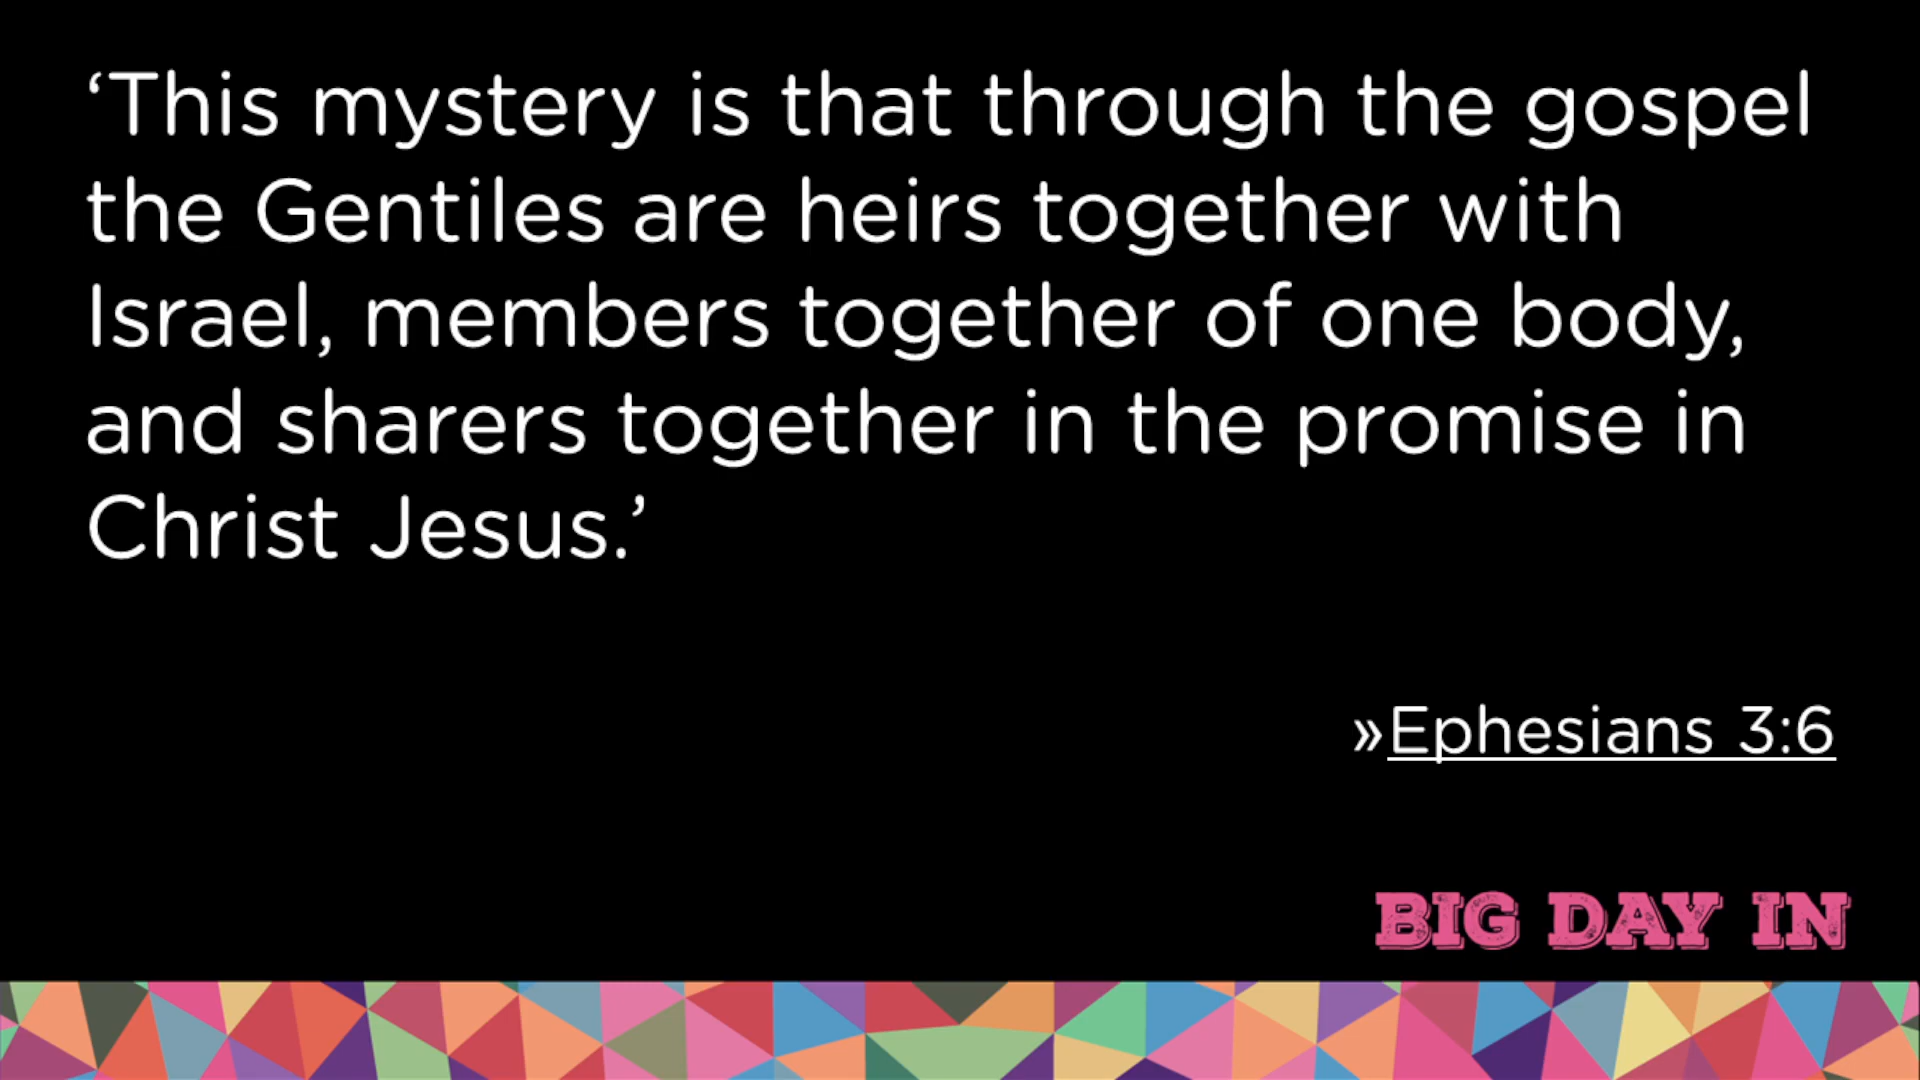 ‘This mystery is that through the gospel
the Gentiles are heirs together with
Israel, members together of one body,
and sharers together in the promise in
Christ Jesus.’
»Ephesians 3:6
BIG DAY IN